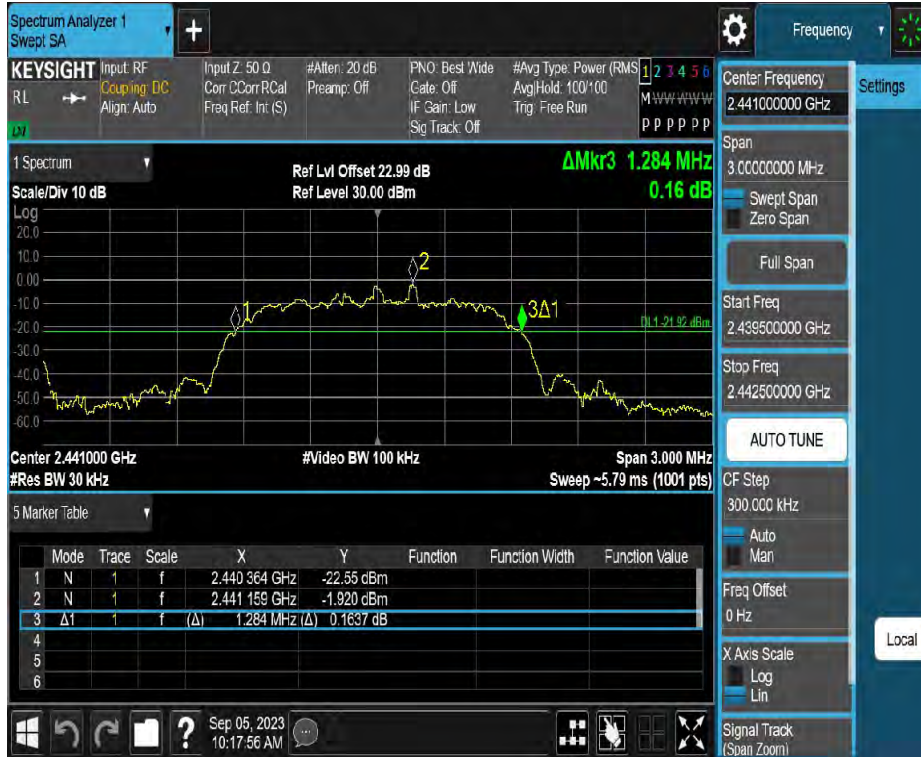 Spectrum Analyzer 1
Swept SA
+
Frequency
KEYSIGHT
RL
Input: RF
Coupling: DC
Align: Auto
Input Z: 50 Ω
Corr CCorr RCal
Freq Ref: Int (S)
#Atten: 20 dB
Preamp: Off
PNO: Best Wide
Gate: Off
IF Gain: Low
Sig Track: Off
#Avg Type: Power (RMS
Avg|Hold: 100/100
Trig: Free Run
1 2 3 4 5 6
M W W W W W
P P P P P P
Center Frequency
2.441000000 GHz
Settings
Span
3.00000000 MHz
Swept Span
Zero Span
Full Span
Start Freq
2.439500000 GHz
Stop Freq
2.442500000 GHz
AUTO TUNE
CF Step
300.000 kHz
Auto
Man
Freq Offset
0 Hz
X Axis Scale
Log
Lin
Signal Track
(Span Zoom)
Local
1 Spectrum
Scale/Div 10 dB
Ref Lvl Offset 22.99 dB
Ref Level 30.00 dBm
ΔMkr3 1.284 MHz
0.16 dB
Log
20.0
10.0
0.00
-10.0
-20.0
-30.0
-40.0
-50.0
-60.0
1
2
3Δ1
DL1 -21.92 dBm
Center 2.441000 GHz
#Video BW 100 kHz
Span 3.000 MHz
#Res BW 30 kHz
Sweep ~5.79 ms (1001 pts)
5 Marker Table
Mode Trace Scale X Y Function Function Width Function Value
1 N 1 f 2.440 364 GHz -22.55 dBm
2 N 1 f 2.441 159 GHz -1.920 dBm
3 Δ1 1 f (Δ) 1.284 MHz (Δ) 0.1637 dB
4
5
6
?
Sep 05, 2023
10:17:56 AM